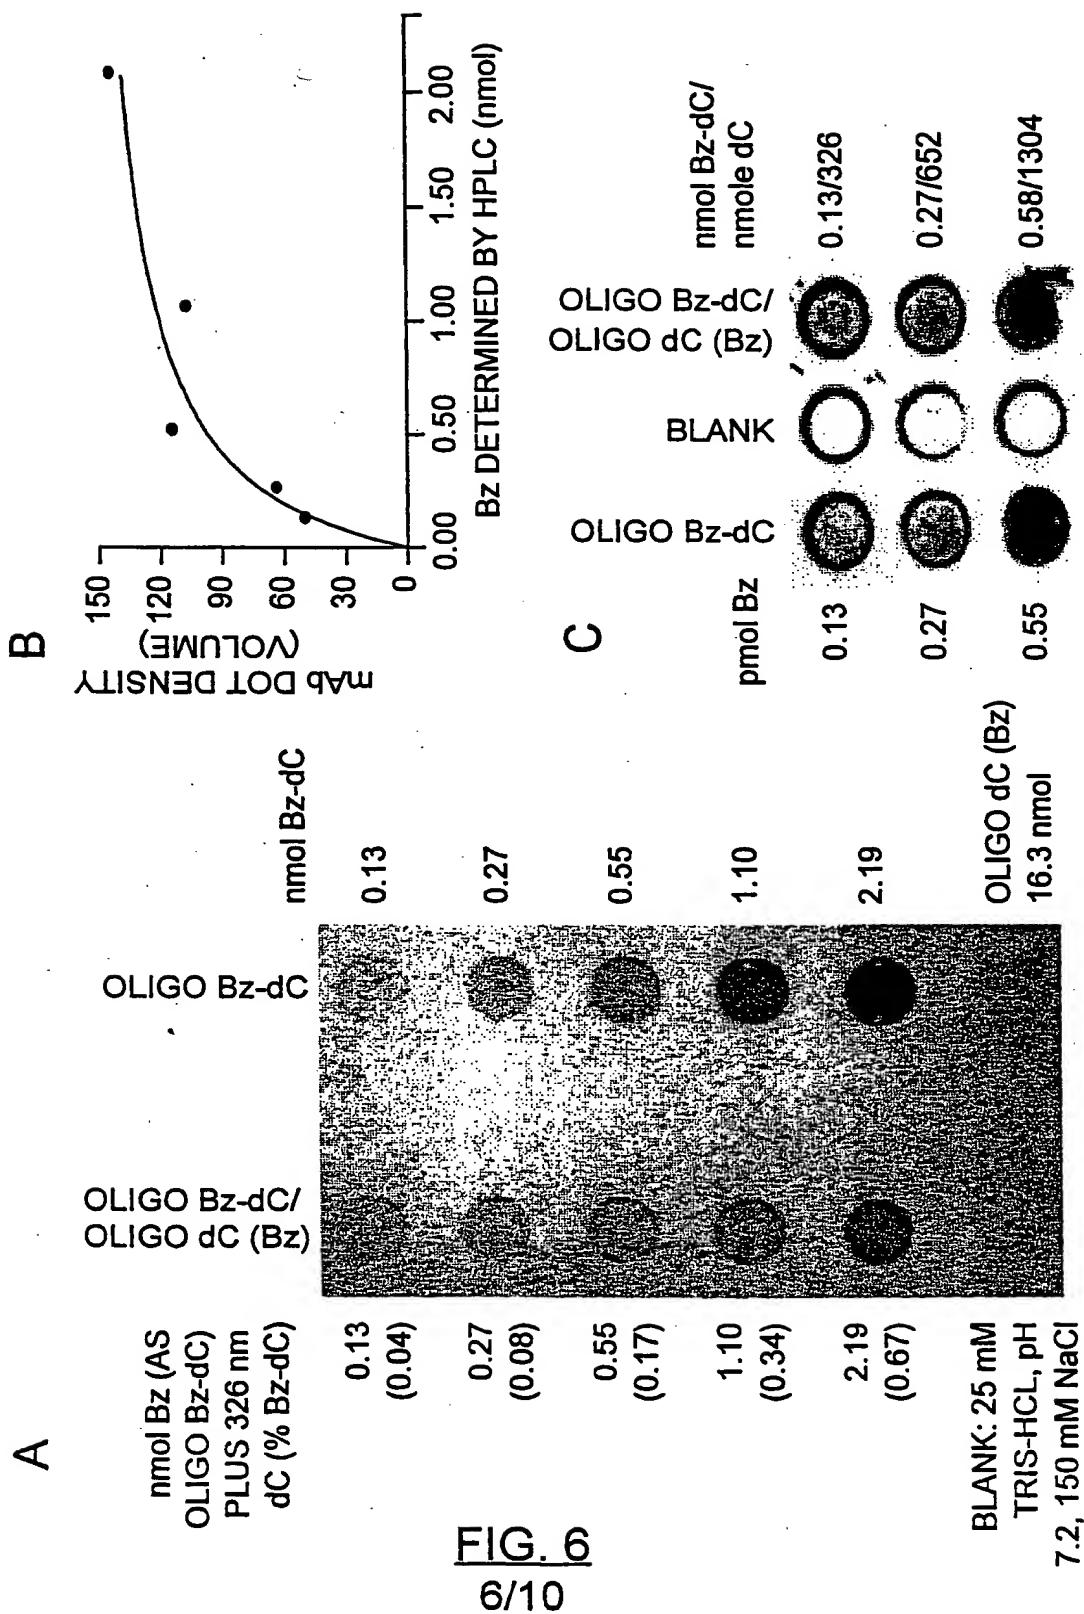 A
nmol Bz (AS
OLIGO Bz-dC)
PLUS 326 nm
dC (% Bz-dC)
OLIGO Bz-dC/
OLIGO dC (Bz)
OLIGO Bz-dC
nmol Bz-dC
0.13
(0.04)
0.13
0.27
(0.08)
0.27
0.55
(0.17)
0.55
1.10
(0.34)
1.10
2.19
(0.67)
2.19
BLANK: 25 mM
TRIS-HCL, pH
7.2, 150 mM NaCl
OLIGO dC (Bz)
16.3 nmol
B
mAb DOT DENSITY
(VOLUME)
150
120
90
60
30
0
0.00
0.50
1.00
1.50
2.00
Bz DETERMINED BY HPLC (nmol)
C
pmol Bz
OLIGO Bz-dC
BLANK
OLIGO Bz-dC/
OLIGO dC (Bz)
nmol Bz-dC/
nmole dC
0.13
0.13/326
0.27
0.27/652
0.55
0.58/1304
FIG. 6
6/10